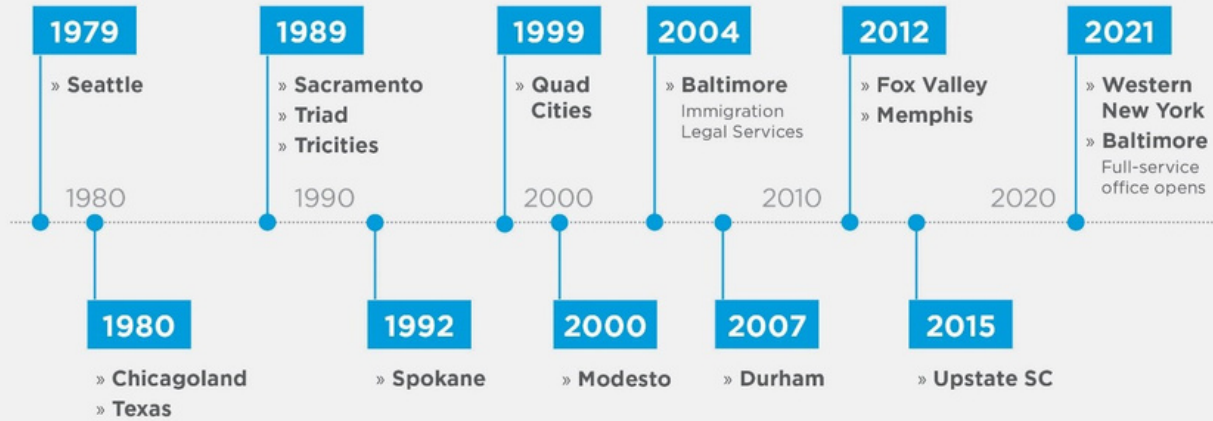 1979
» Seattle
1989
» Sacramento
» Triad
» Tricities
1999
» Quad
Cities
2004
» Baltimore
Immigration
Legal Services
2012
» Fox Valley
» Memphis
2021
» Western
New York
» Baltimore
Full-service
office opens
1980
1990
2000
2010
2020
1980
» Chicagoland
» Texas
1992
» Spokane
2000
» Modesto
2007
» Durham
2015
» Upstate SC